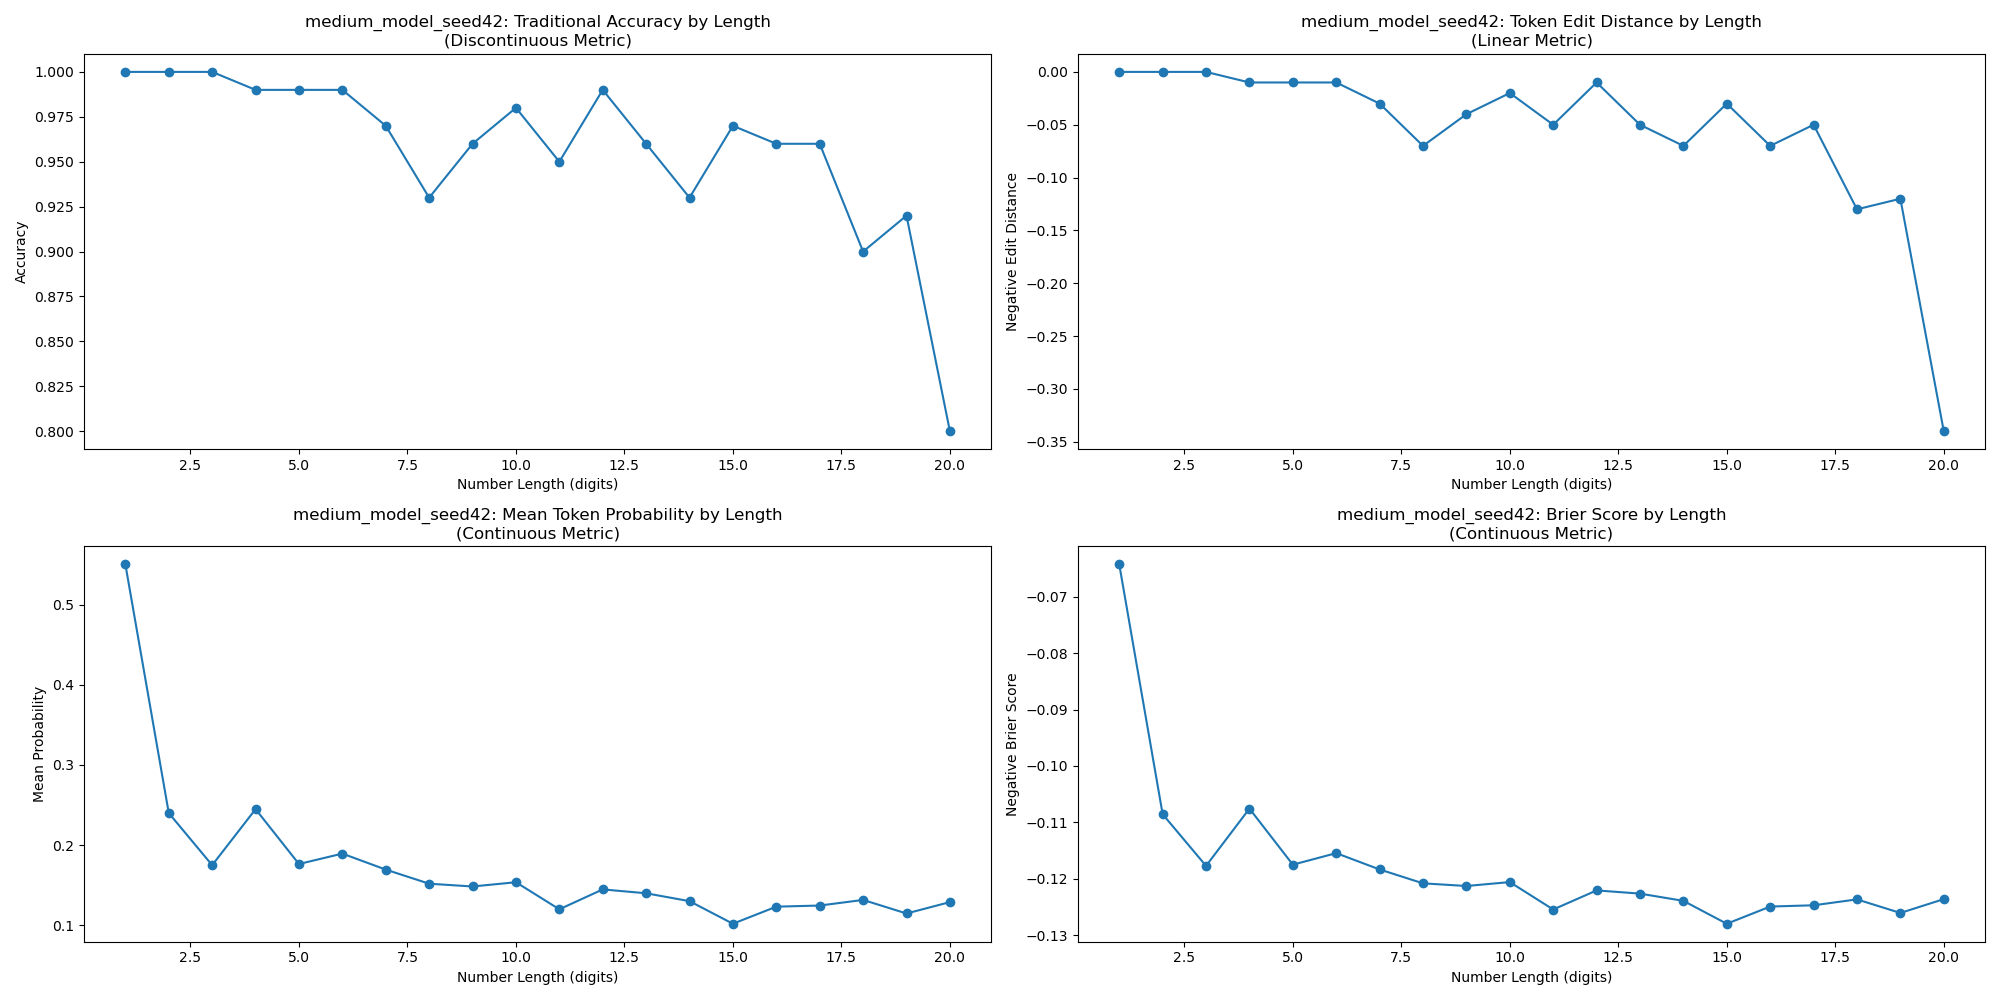 medium_model_seed42: Traditional Accuracy by Length
(Discontinuous Metric)
Accuracy
1.000
0.975
0.950
0.925
0.900
0.875
0.850
0.825
0.800
2.5 5.0 7.5 10.0 12.5 15.0 17.5 20.0
Number Length (digits)
medium_model_seed42: Token Edit Distance by Length
(Linear Metric)
Negative Edit Distance
0.00
−0.05
−0.10
−0.15
−0.20
−0.25
−0.30
−0.35
2.5 5.0 7.5 10.0 12.5 15.0 17.5 20.0
Number Length (digits)
medium_model_seed42: Mean Token Probability by Length
(Continuous Metric)
Mean Probability
0.5
0.4
0.3
0.2
0.1
2.5 5.0 7.5 10.0 12.5 15.0 17.5 20.0
Number Length (digits)
medium_model_seed42: Brier Score by Length
(Continuous Metric)
Negative Brier Score
−0.07
−0.08
−0.09
−0.10
−0.11
−0.12
−0.13
2.5 5.0 7.5 10.0 12.5 15.0 17.5 20.0
Number Length (digits)